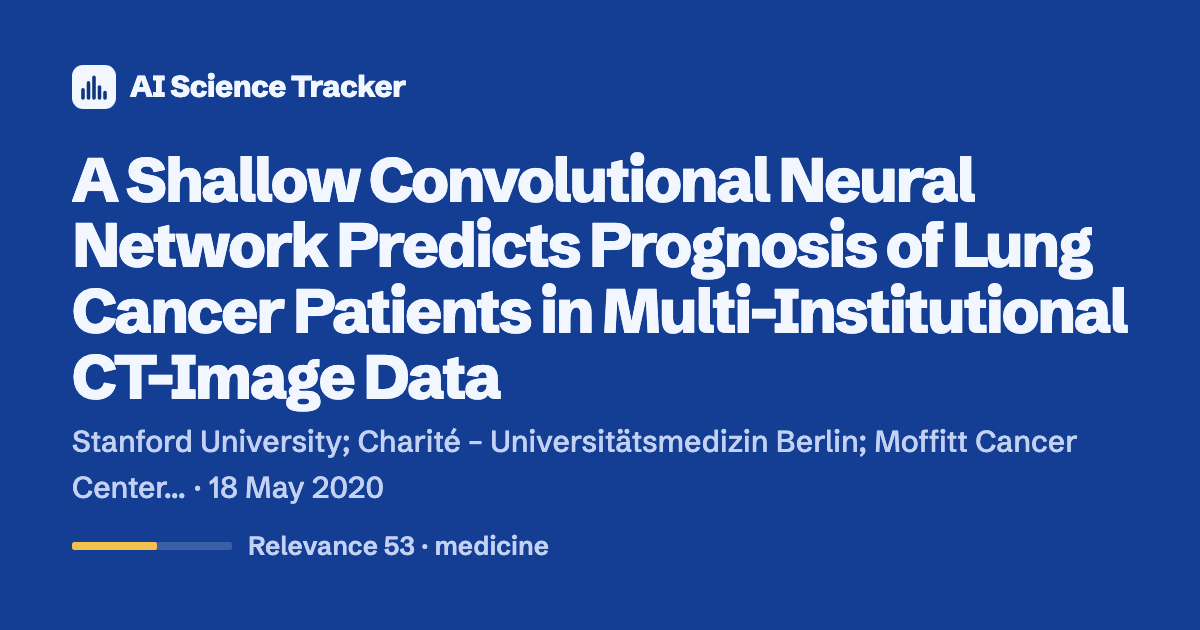 AI Science Tracker
A Shallow Convolutional Neural
Network Predicts Prognosis of Lung
Cancer Patients in Multi-Institutional
CT-Image Data
Stanford University; Charité – Universitätsmedizin Berlin; Moffitt Cancer
Center... · 18 May 2020
Relevance 53 · medicine